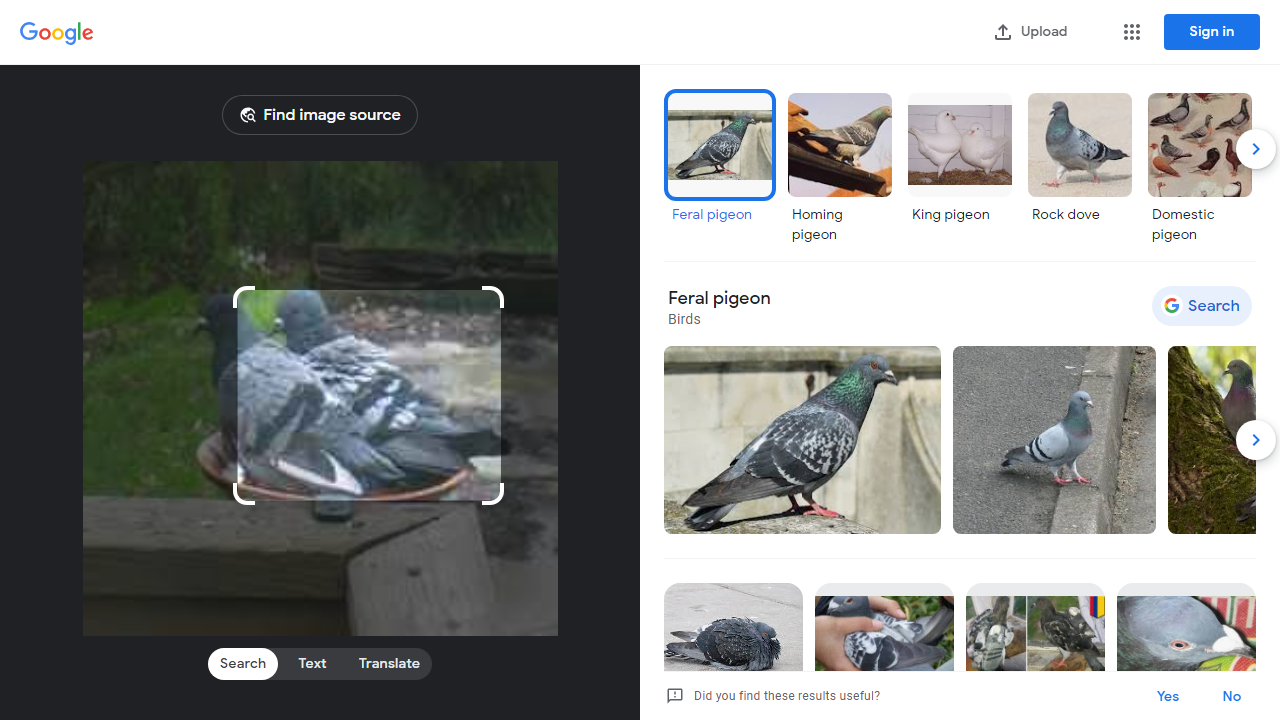 Google
Upload
Sign in
Find image source
Feral pigeon
Homing
pigeon
King pigeon
Rock dove
Domestic
pigeon
Feral pigeon
Birds
Search
Search
Text
Translate
Did you find these results useful?
Yes
No